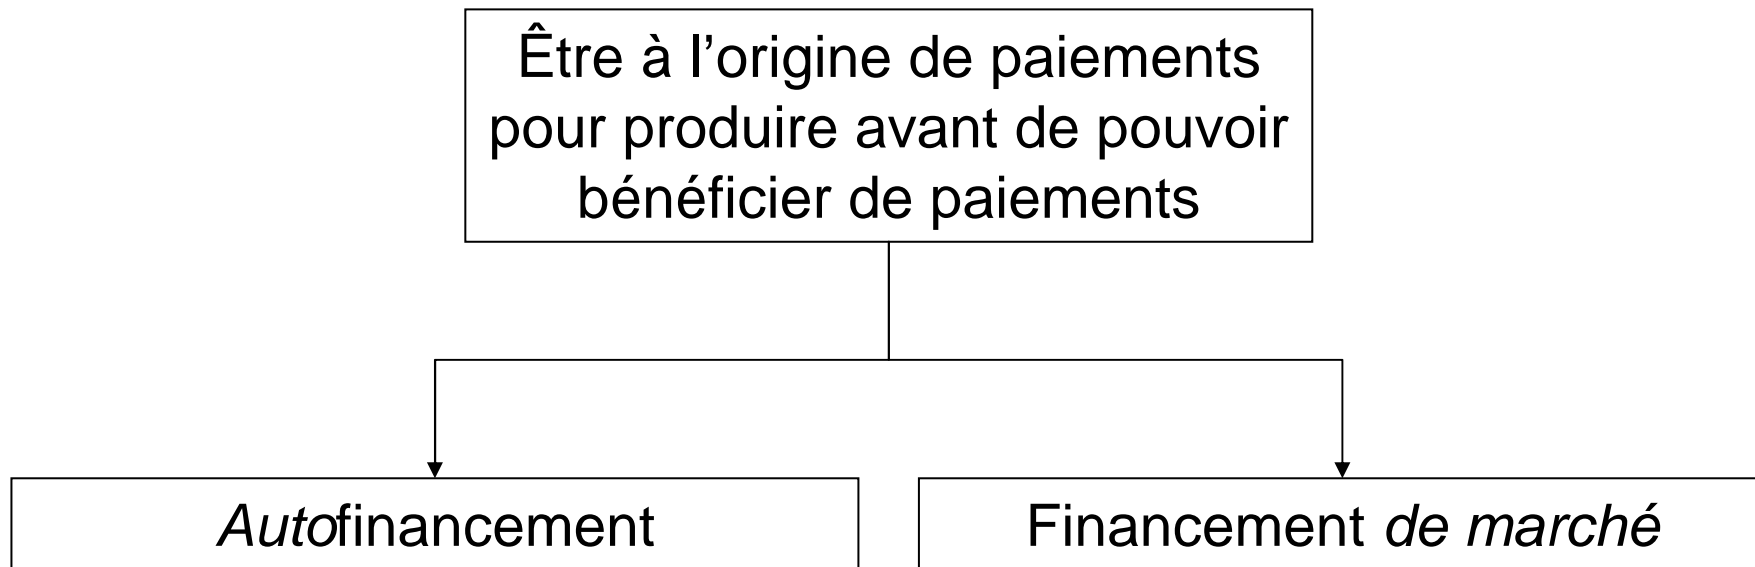 Être à l’origine de paiements
pour produire avant de pouvoir
bénéficier de paiements
Autofinancement
Financement de marché